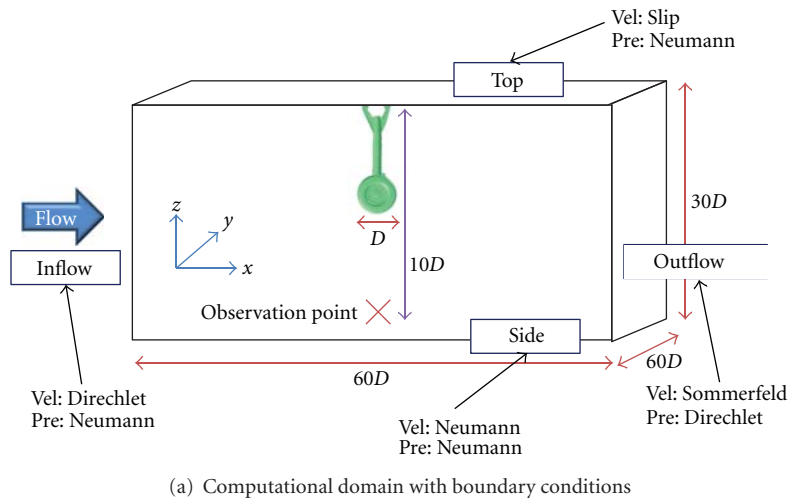 Vel: Slip
Pre: Neumann
Top
Flow
z
y
x
D
10D
30D
Inflow
Outflow
Observation point
Side
60D
60D
Vel: Direchlet
Pre: Neumann
Vel: Neumann
Pre: Neumann
Vel: Sommerfeld
Pre: Direchlet
(a) Computational domain with boundary conditions